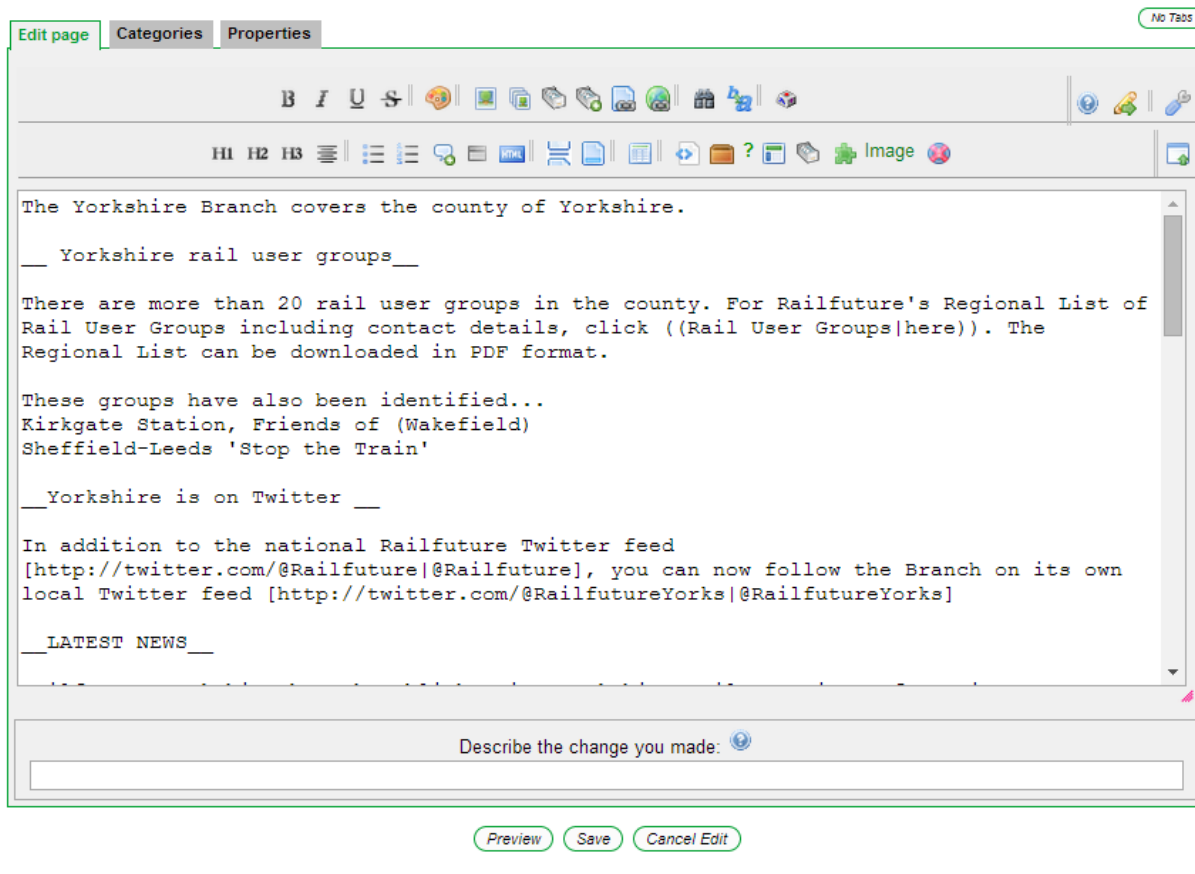 No Tabs
Edit page Categories Properties
B I U S
H1 H2 H3 HTML ? Image
The Yorkshire Branch covers the county of Yorkshire.
__ Yorkshire rail user groups__
There are more than 20 rail user groups in the county. For Railfuture's Regional List of
Rail User Groups including contact details, click ((Rail User Groups|here)). The
Regional List can be downloaded in PDF format.
These groups have also been identified...
Kirkgate Station, Friends of (Wakefield)
Sheffield-Leeds 'Stop the Train'
__Yorkshire is on Twitter __
In addition to the national Railfuture Twitter feed
[http://twitter.com/@Railfuture|@Railfuture], you can now follow the Branch on its own
local Twitter feed [http://twitter.com/@RailfutureYorks|@RailfutureYorks]
__LATEST NEWS__
Describe the change you made:
Preview Save Cancel Edit